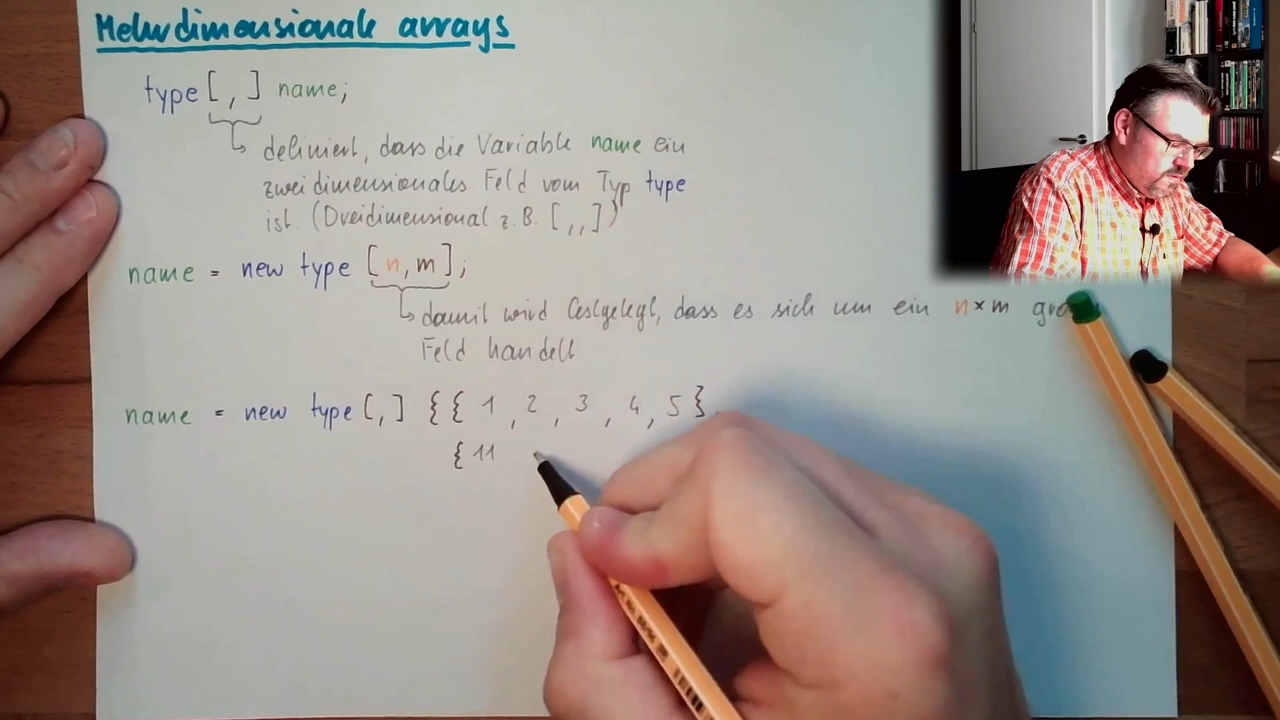 Mehrdimensionale arrays
type [ , ] name;
definiert, dass die Variable name ein
zweidimensionales Feld vom Typ type
ist. (Dreidimensional z. B. [ , , ])
name = new type [n, m];
damit wird festgelegt, dass es sich um ein n×m
Feld handelt
name = new type [ , ] {{ 1 , 2 , 3 , 4 , 5 },
{ 11